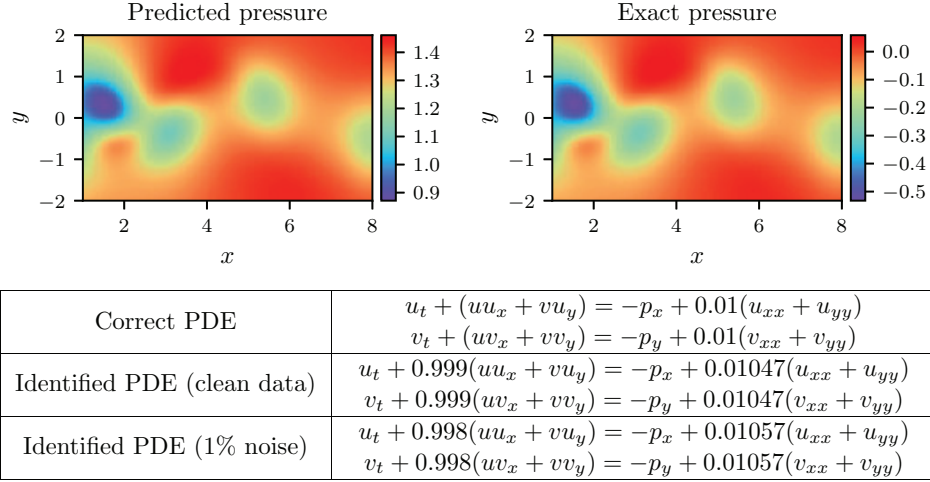 Predicted pressure
Exact pressure
2
1
0
−1
−2
y
2
4
6
8
x
1.4
1.3
1.2
1.1
1.0
0.9
2
1
0
−1
−2
y
2
4
6
8
x
0.0
−0.1
−0.2
−0.3
−0.4
−0.5
Correct PDE
u_t + (uu_x + vu_y) = −p_x + 0.01(u_xx + u_yy)
v_t + (uv_x + vv_y) = −p_y + 0.01(v_xx + v_yy)
Identified PDE (clean data)
u_t + 0.999(uu_x + vu_y) = −p_x + 0.01047(u_xx + u_yy)
v_t + 0.999(uv_x + vv_y) = −p_y + 0.01047(v_xx + v_yy)
Identified PDE (1% noise)
u_t + 0.998(uu_x + vu_y) = −p_x + 0.01057(u_xx + u_yy)
v_t + 0.998(uv_x + vv_y) = −p_y + 0.01057(v_xx + v_yy)